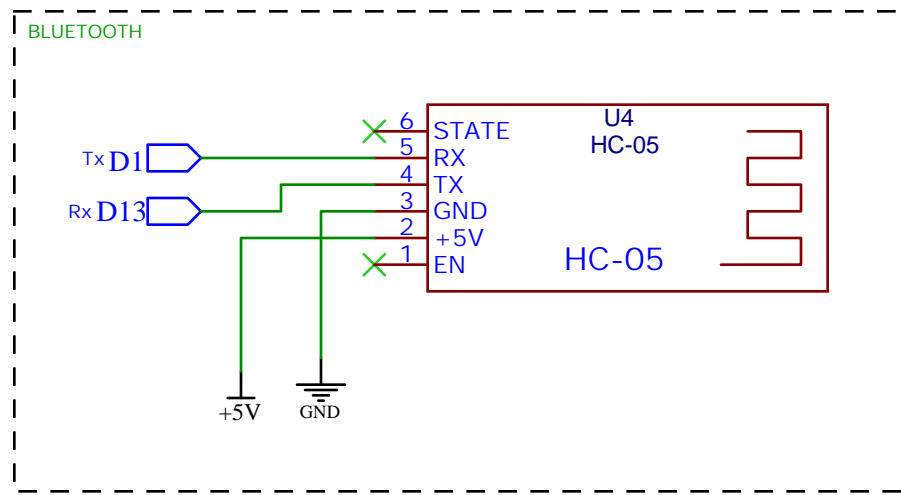 BLUETOOTH
U4
HC-05
6 STATE
Tx D1 5 RX
4 TX
Rx D13 3 GND
2 +5V
1 EN
HC-05
+5V
GND